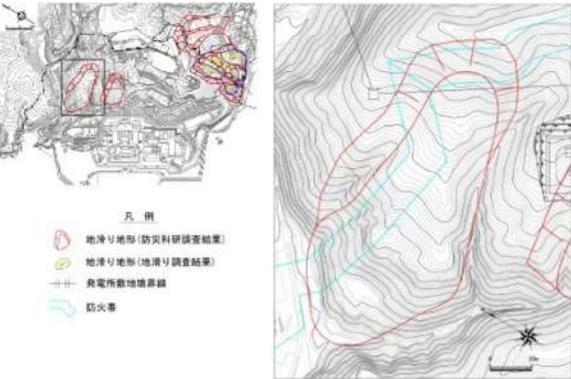 凡 例
地滑り地形(防災科研調査結果)
地滑り地形(地滑り調査結果)
発電所敷地境界線
防火帯